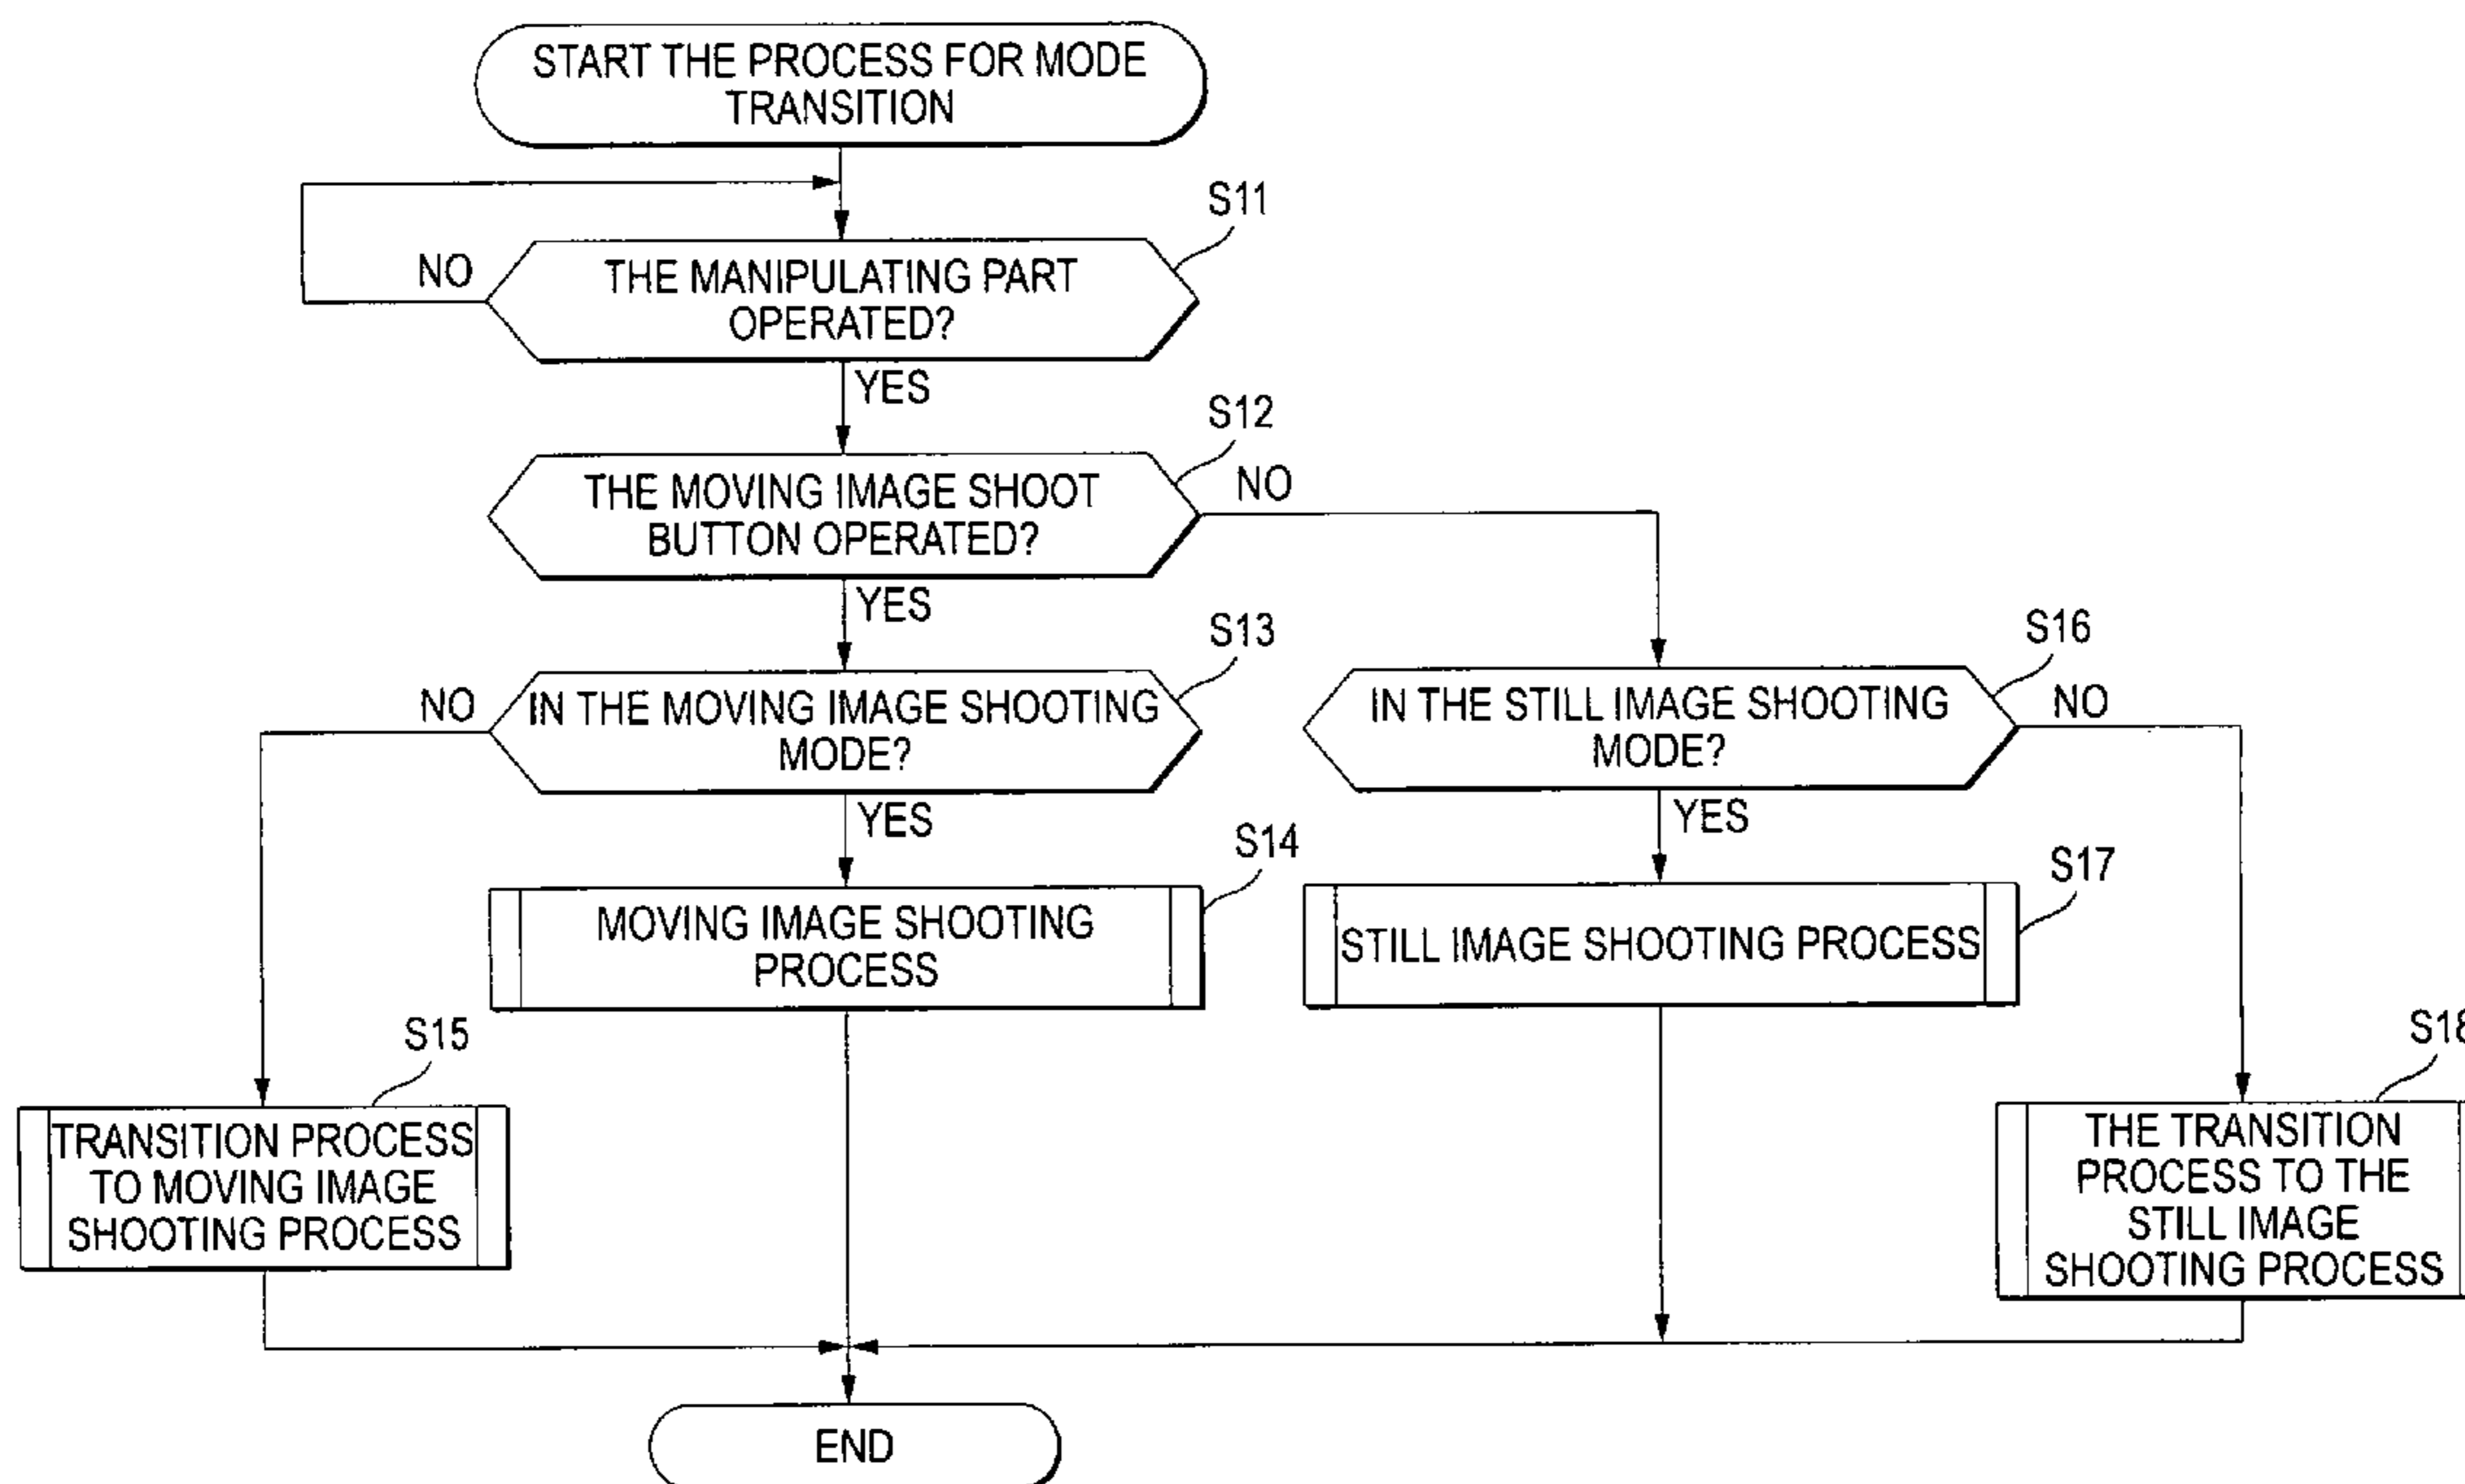 START THE PROCESS FOR MODE
TRANSITION
S11
NO
THE MANIPULATING PART
OPERATED?
YES
S12
THE MOVING IMAGE SHOOT
BUTTON OPERATED?
NO
YES
S13
NO
IN THE MOVING IMAGE SHOOTING
MODE?
YES
S16
IN THE STILL IMAGE SHOOTING
MODE?
NO
YES
S14
MOVING IMAGE SHOOTING
PROCESS
S17
STILL IMAGE SHOOTING PROCESS
S15
TRANSITION PROCESS
TO MOVING IMAGE
SHOOTING PROCESS
S18
THE TRANSITION
PROCESS TO THE
STILL IMAGE
SHOOTING PROCESS
END